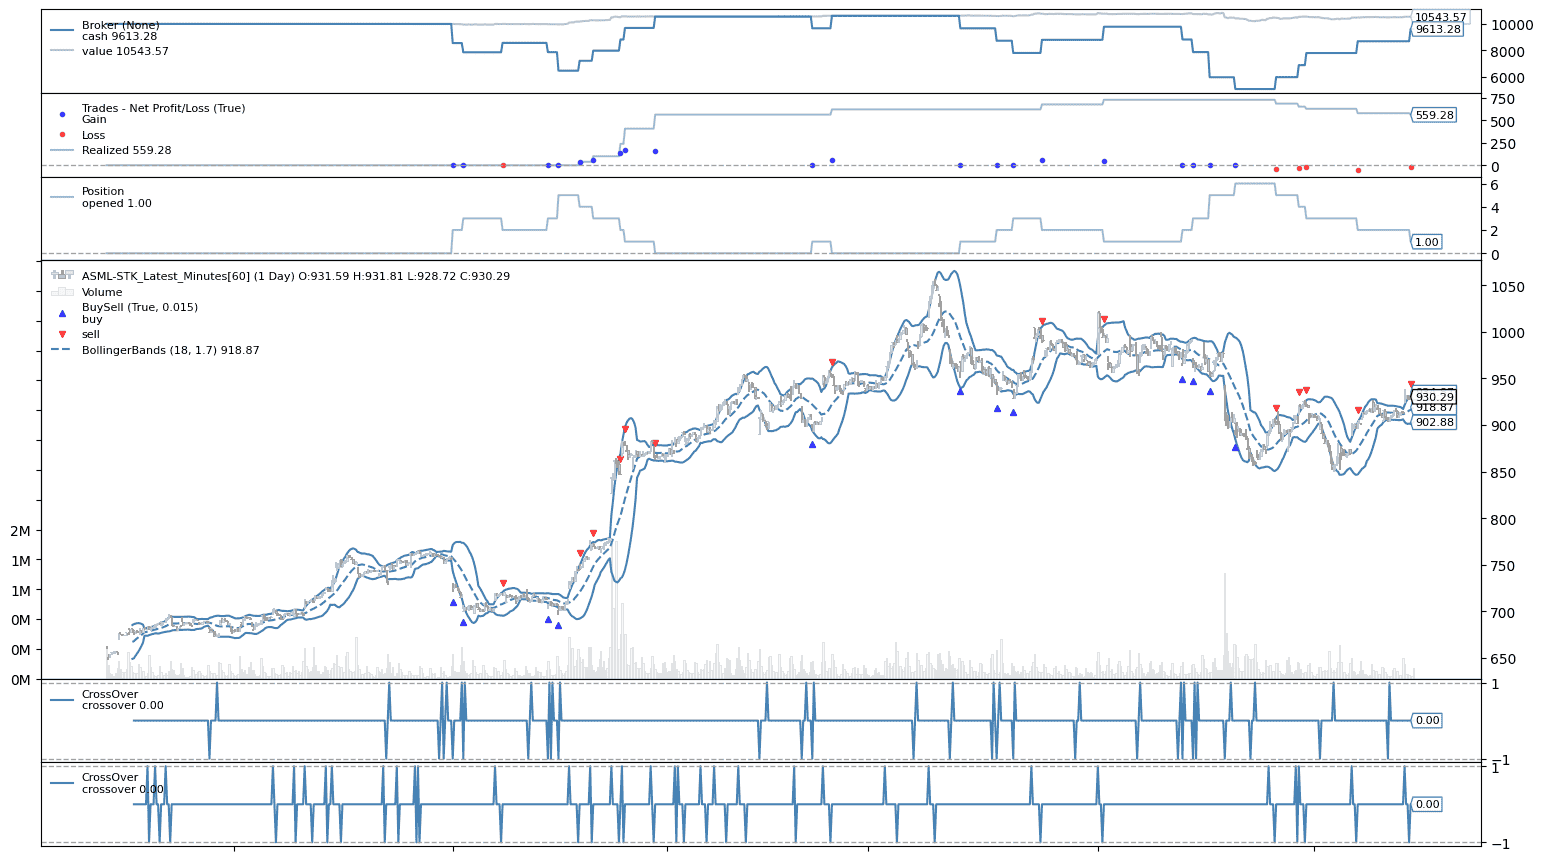 Broker (None)
cash 9613.28
value 10543.57
10543.57
10000
9613.28
8000
6000
Trades - Net Profit/Loss (True)
Gain
Loss
Realized 559.28
750
559.28
500
250
0
Position
opened 1.00
6
4
2
1.00
0
ASML-STK_Latest_Minutes[60] (1 Day) O:931.59 H:931.81 L:928.72 C:930.29
Volume
BuySell (True, 0.015)
buy
sell
BollingerBands (18, 1.7) 918.87
1050
1000
950
930.29
918.87
902.88
900
850
800
750
700
650
2M
1M
1M
0M
0M
0M
CrossOver
crossover 0.00
1
0.00
−1
CrossOver
crossover 0.00
1
0.00
−1